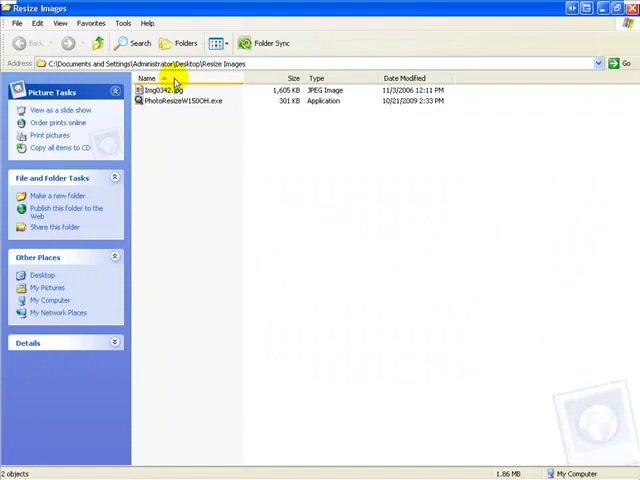 Resize Images
File Edit View Favorites Tools Help
Back Search Folders Folder Sync
Address C:\Documents and Settings\Administrator\Desktop\Resize Images Go
Name Size Type Date Modified
Img0342.jpg 1,605 KB JPEG Image 11/3/2006 12:11 PM
PhotoResizeW1500H.exe 301 KB Application 10/21/2009 2:33 PM
Picture Tasks
View as a slide show
Order prints online
Print pictures
Copy all items to CD
File and Folder Tasks
Make a new folder
Publish this folder to the
Web
Share this folder
Other Places
Desktop
My Pictures
My Computer
My Network Places
Details
2 objects 1.86 MB My Computer